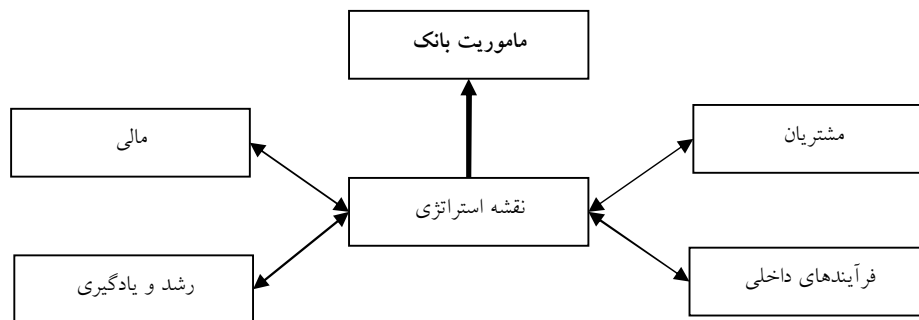 ماموریت بانک
مشتریان
مالی
نقشه استراتژی
فرآیندهای داخلی
رشد و یادگیری